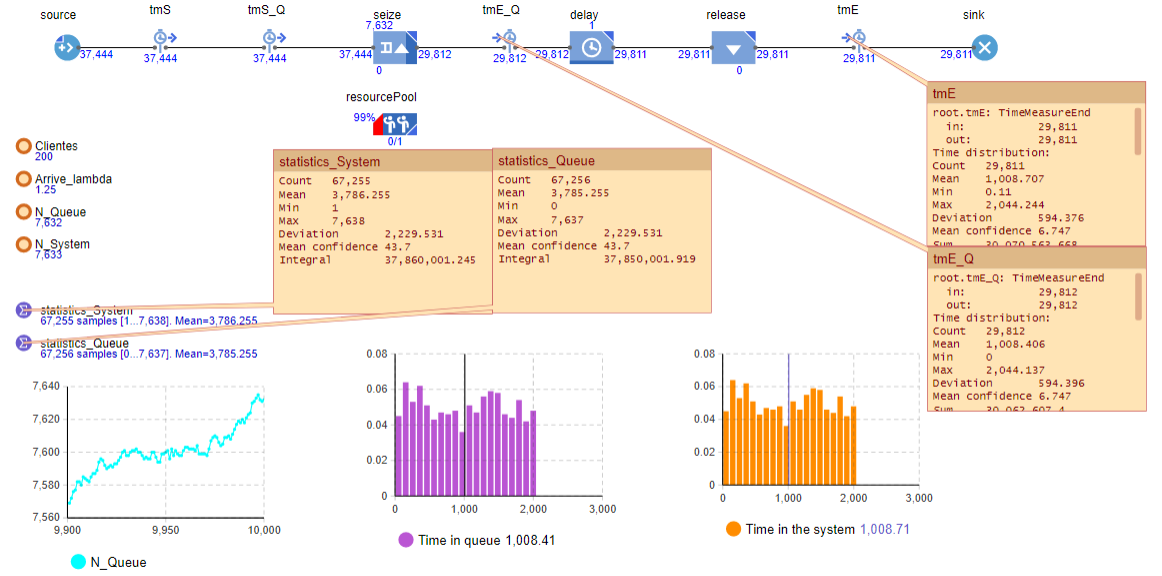 source tmS tmS_Q seize tmE_Q delay release tmE sink
7,632 1
37,444 37,444 37,444 37,444 29,812 29,812 29,812 29,811 29,811 29,811 29,811 29,811
0 0
resourcePool
99%
0/1
Clientes
200
Arrive_lambda
1.25
N_Queue
7,632
N_System
7,633
statistics_System
Count 67,255
Mean 3,786.255
Min 1
Max 7,638
Deviation 2,229.531
Mean confidence 43.7
Integral 37,860,001.245
statistics_Queue
Count 67,256
Mean 3,785.255
Min 0
Max 7,637
Deviation 2,229.531
Mean confidence 43.7
Integral 37,850,001.919
tmE
root.tmE: TimeMeasureEnd
in: 29,811
out: 29,811
Time distribution:
Count 29,811
Mean 1,008.707
Min 0.11
Max 2,044.244
Deviation 594.376
Mean confidence 6.747
Sum 30,070,563.668
tmE_Q
root.tmE_Q: TimeMeasureEnd
in: 29,812
out: 29,812
Time distribution:
Count 29,812
Mean 1,008.406
Min 0
Max 2,044.137
Deviation 594.396
Mean confidence 6.747
Sum 30,062,607.4
statistics_System
67,255 samples [1...7,638]. Mean=3,786.255
statistics_Queue
67,256 samples [0...7,637]. Mean=3,785.255
7,640
7,620
7,600
7,580
7,560
9,900 9,950 10,000
N_Queue
0.08
0.06
0.04
0.02
0
0 1,000 2,000 3,000
Time in queue 1,008.41
0.08
0.06
0.04
0.02
0
0 1,000 2,000 3,000
Time in the system 1,008.71